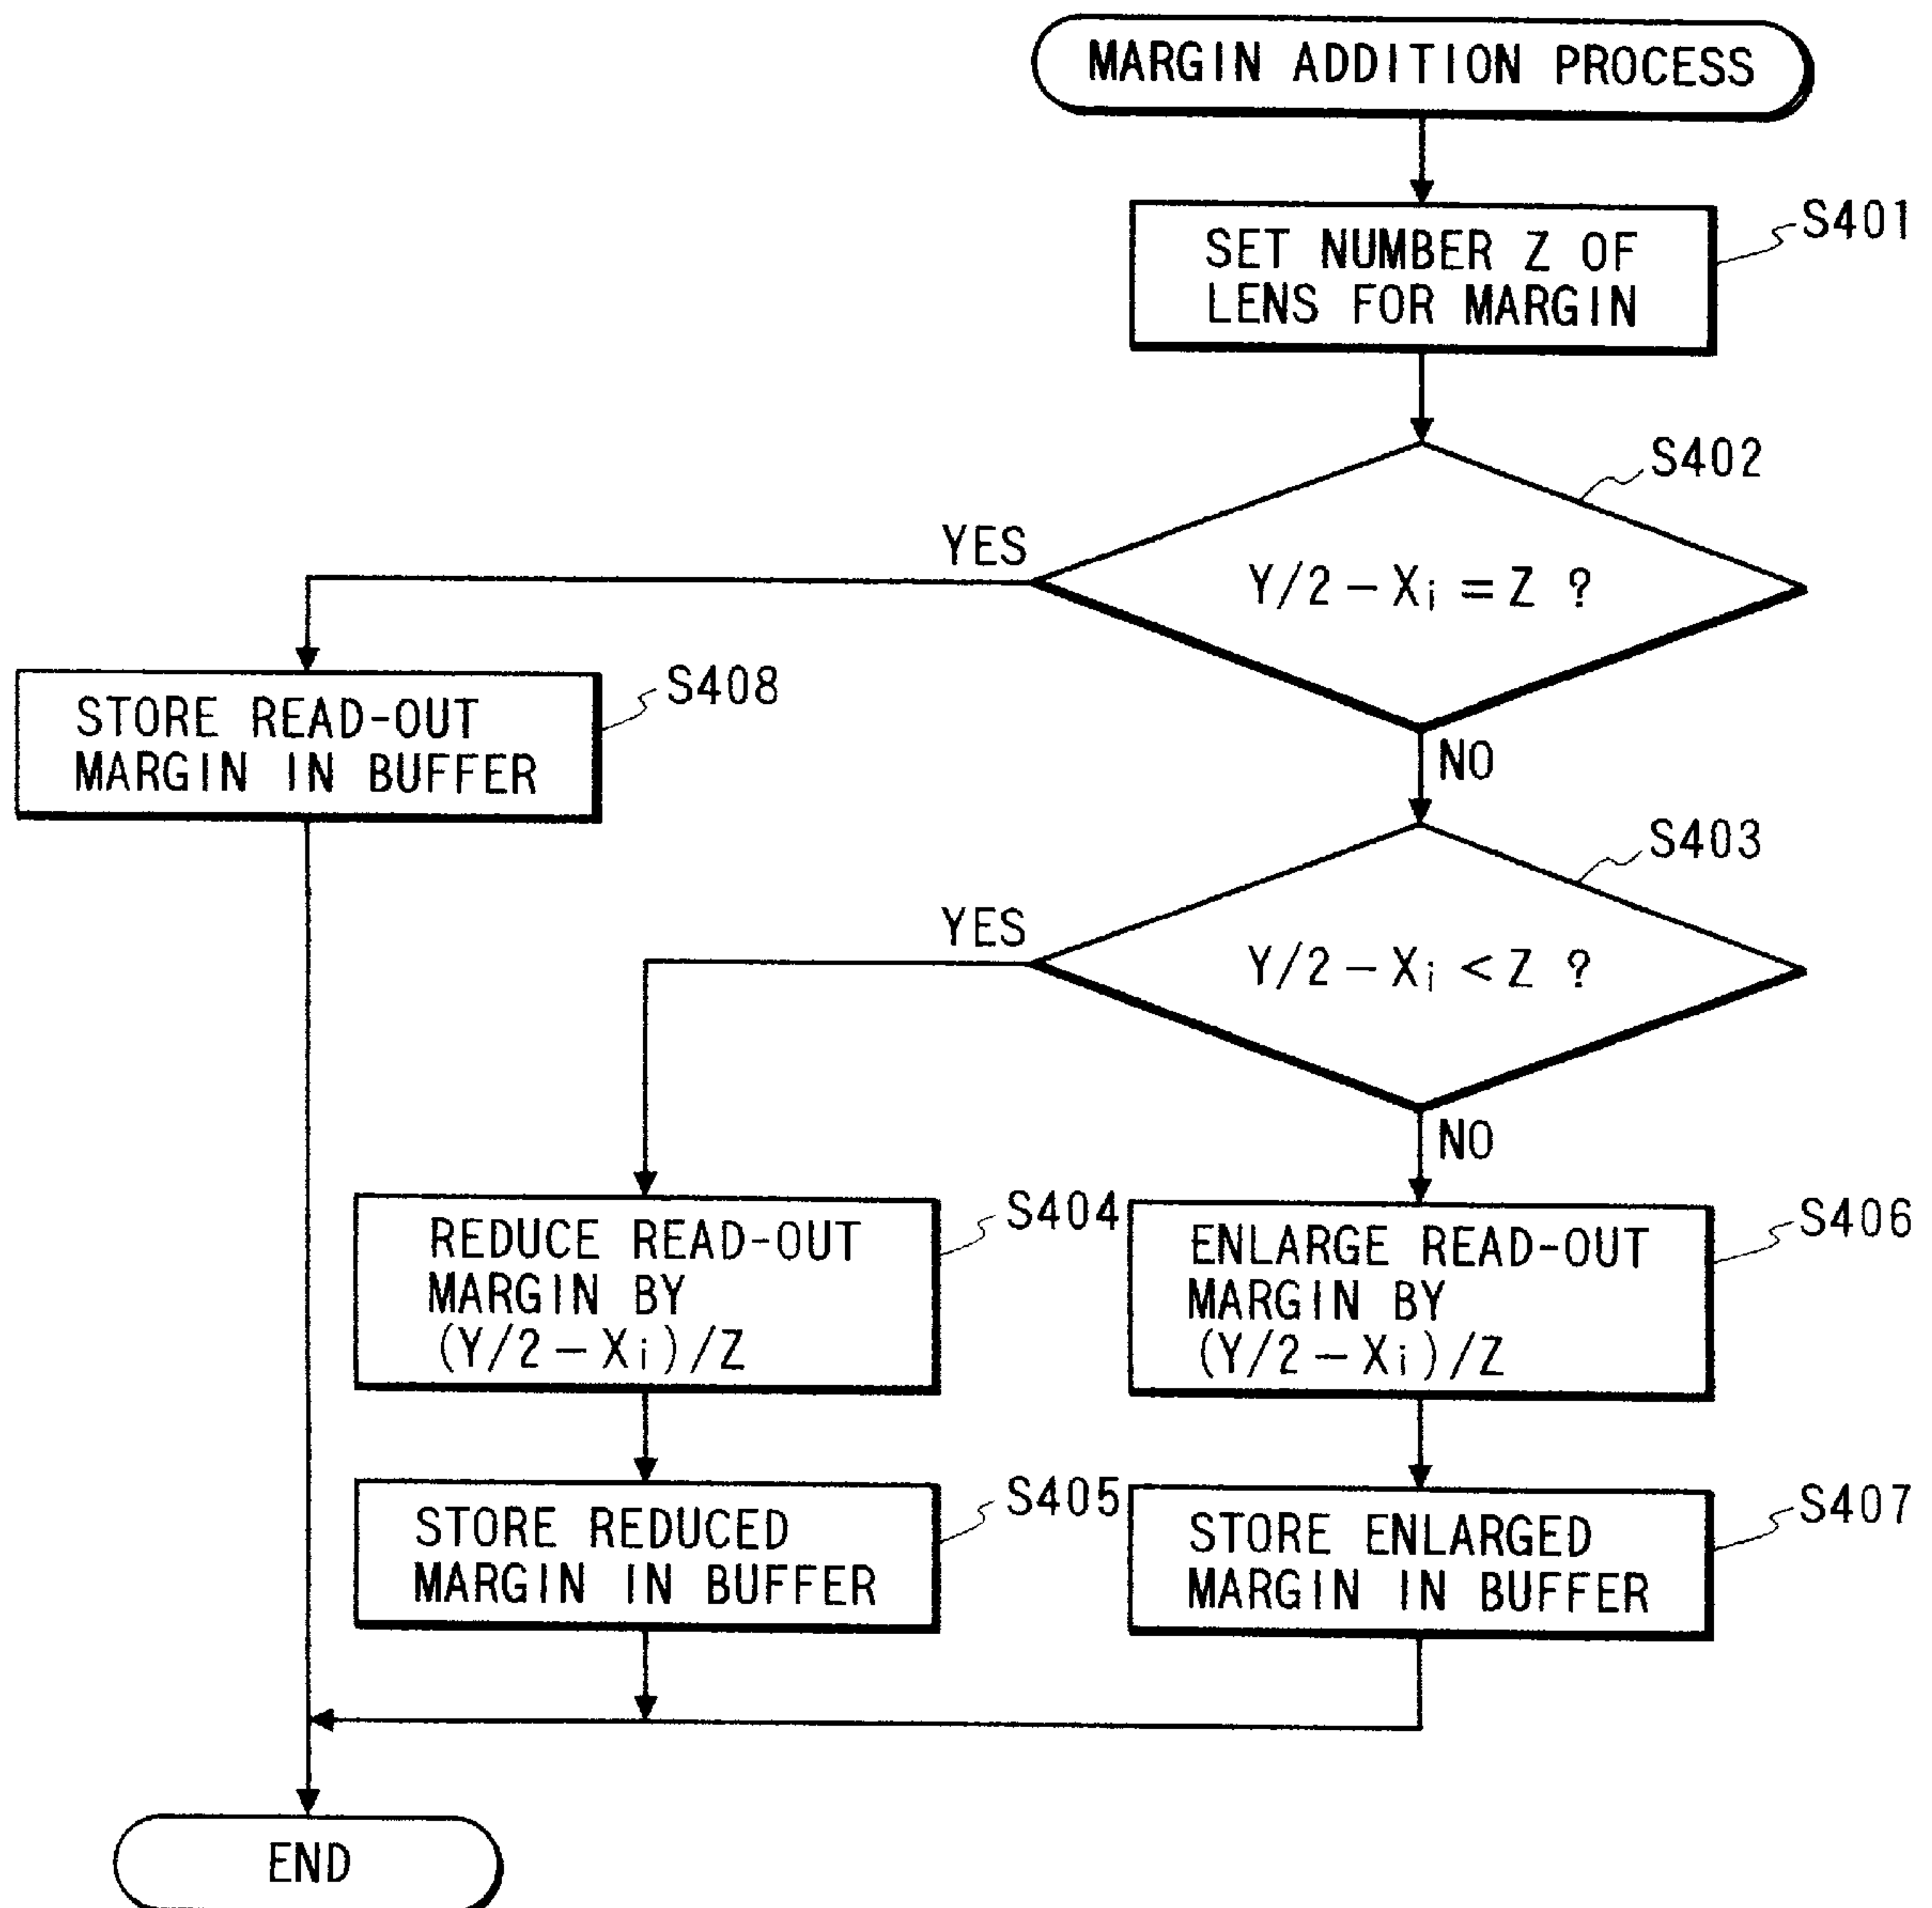 MARGIN ADDITION PROCESS
SET NUMBER Z OF
LENS FOR MARGIN
S401
S402
YES
Y/2-Xi=Z ?
STORE READ-OUT
MARGIN IN BUFFER
S408
NO
S403
YES
Y/2-Xi<Z ?
NO
REDUCE READ-OUT
MARGIN BY
(Y/2-Xi)/Z
S404
ENLARGE READ-OUT
MARGIN BY
(Y/2-Xi)/Z
S406
STORE REDUCED
MARGIN IN BUFFER
S405
STORE ENLARGED
MARGIN IN BUFFER
S407
END